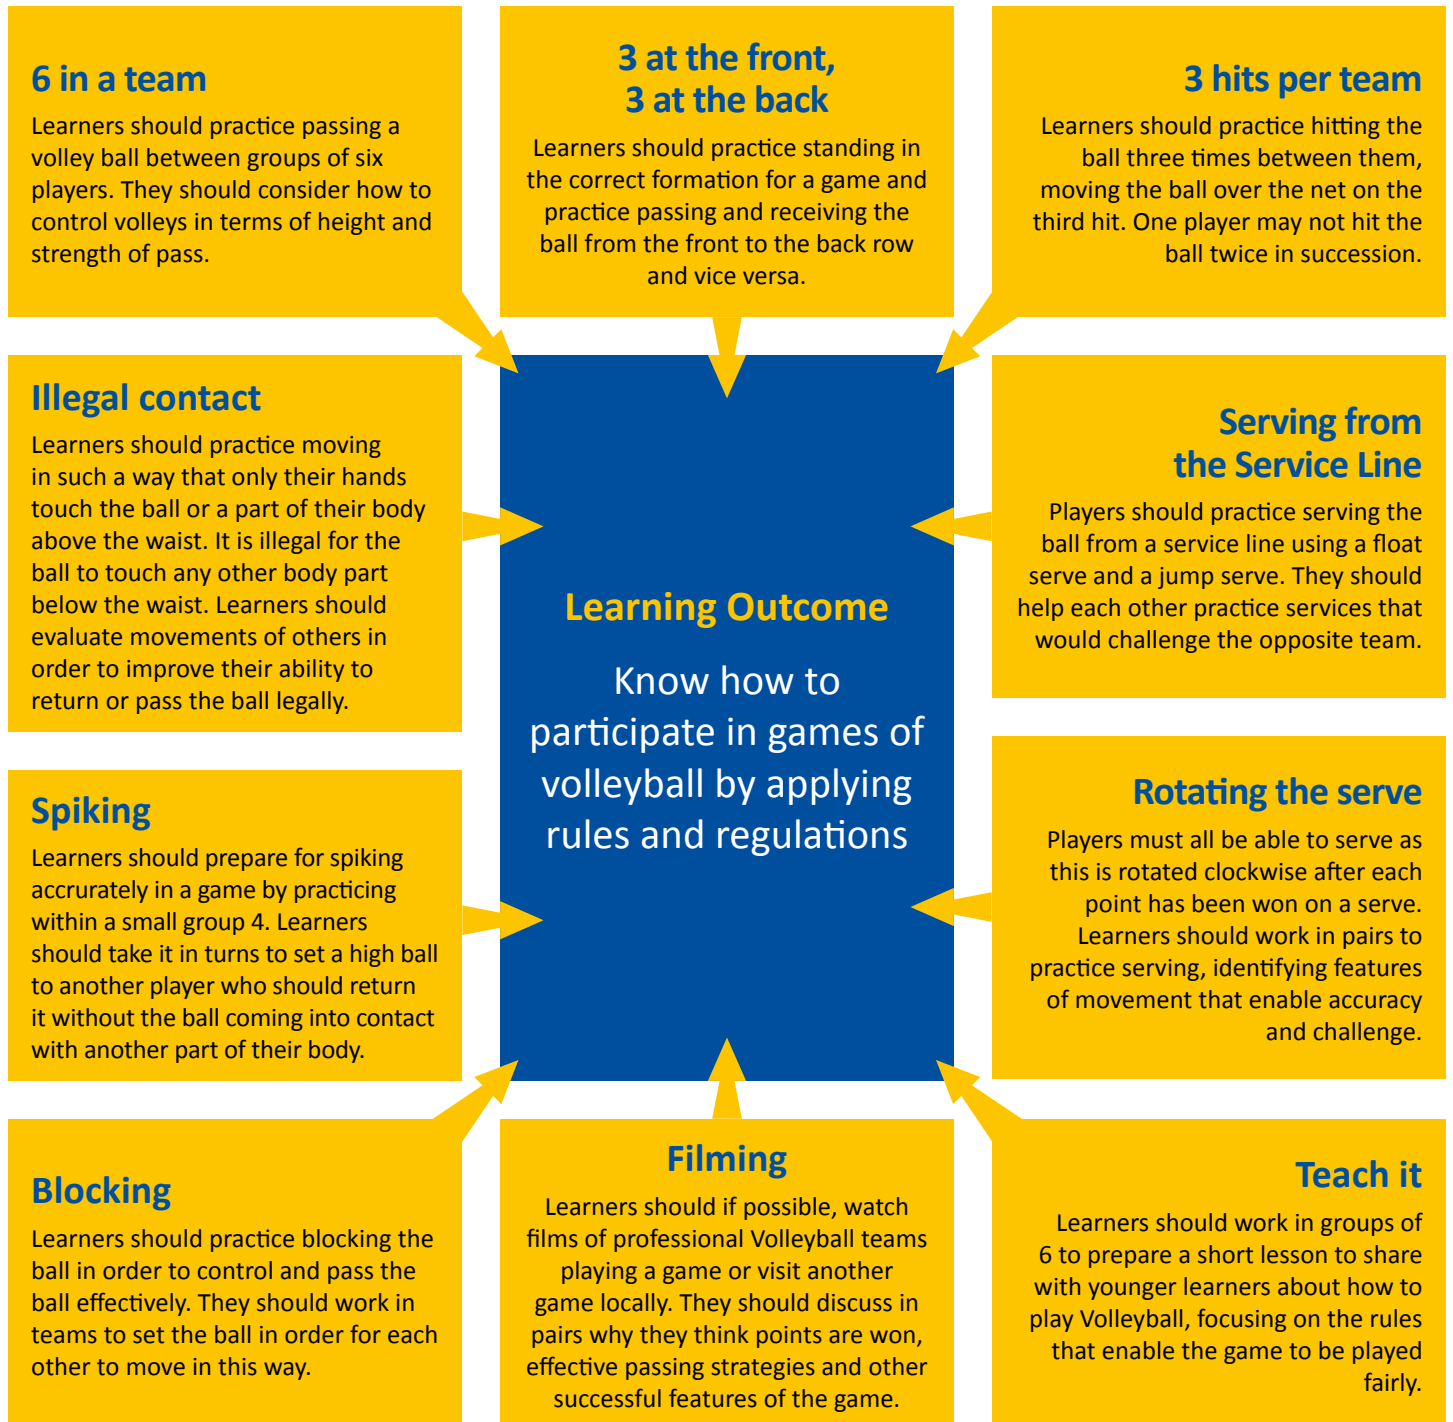 6 in a team
Learners should practice passing a
volley ball between groups of six
players. They should consider how to
control volleys in terms of height and
strength of pass.
3 at the front,
3 at the back
Learners should practice standing in
the correct formation for a game and
practice passing and receiving the
ball from the front to the back row
and vice versa.
3 hits per team
Learners should practice hitting the
ball three times between them,
moving the ball over the net on the
third hit. One player may not hit the
ball twice in succession.
Illegal contact
Learners should practice moving
in such a way that only their hands
touch the ball or a part of their body
above the waist. It is illegal for the
ball to touch any other body part
below the waist. Learners should
evaluate movements of others in
order to improve their ability to
return or pass the ball legally.
Learning Outcome
Know how to
participate in games of
volleyball by applying
rules and regulations
Serving from
the Service Line
Players should practice serving the
ball from a service line using a float
serve and a jump serve. They should
help each other practice services that
would challenge the opposite team.
Spiking
Learners should prepare for spiking
accrurately in a game by practicing
within a small group 4. Learners
should take it in turns to set a high ball
to another player who should return
it without the ball coming into contact
with another part of their body.
Rotating the serve
Players must all be able to serve as
this is rotated clockwise after each
point has been won on a serve.
Learners should work in pairs to
practice serving, identifying features
of movement that enable accuracy
and challenge.
Blocking
Learners should practice blocking the
ball in order to control and pass the
ball effectively. They should work in
teams to set the ball in order for each
other to move in this way.
Filming
Learners should if possible, watch
films of professional Volleyball teams
playing a game or visit another
game locally. They should discuss in
pairs why they think points are won,
effective passing strategies and other
successful features of the game.
Teach it
Learners should work in groups of
6 to prepare a short lesson to share
with younger learners about how to
play Volleyball, focusing on the rules
that enable the game to be played
fairly.